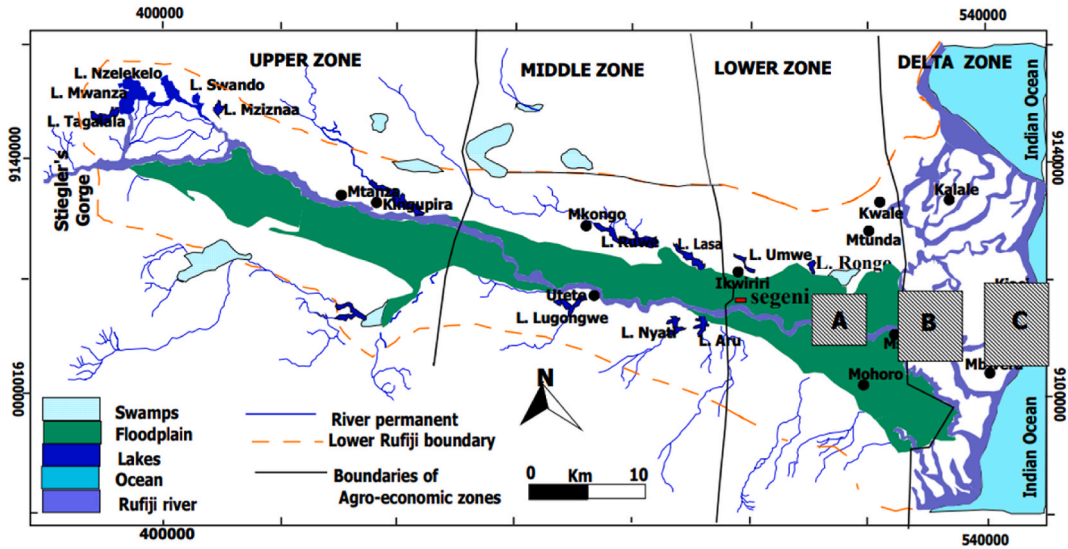 400000
540000
UPPER ZONE
MIDDLE ZONE
LOWER ZONE
DELTA ZONE
L. Nzelekelo
L. Swando
L. Mwanza
L. Mziznaa
L. Tagalala
Indian Ocean
9140000
9140000
Stiegler's
Gorge
Mtanza
Kingupira
Mkongo
L. Ruwe
L. Lasa
L. Umwe
Ikwiriri
L. Rongo
Kalale
Kwale
Mtunda
segeni
Utete
L. Lugongwe
L. Nyati
L. Aru
A
B
C
Mohoro
N
0000016
9100000
Swamps
Floodplain
Lakes
Ocean
Rufiji river
River permanent
Lower Rufiji boundary
Boundaries of
Agro-economic zones
0 Km 10
Indian Ocean
400000
540000